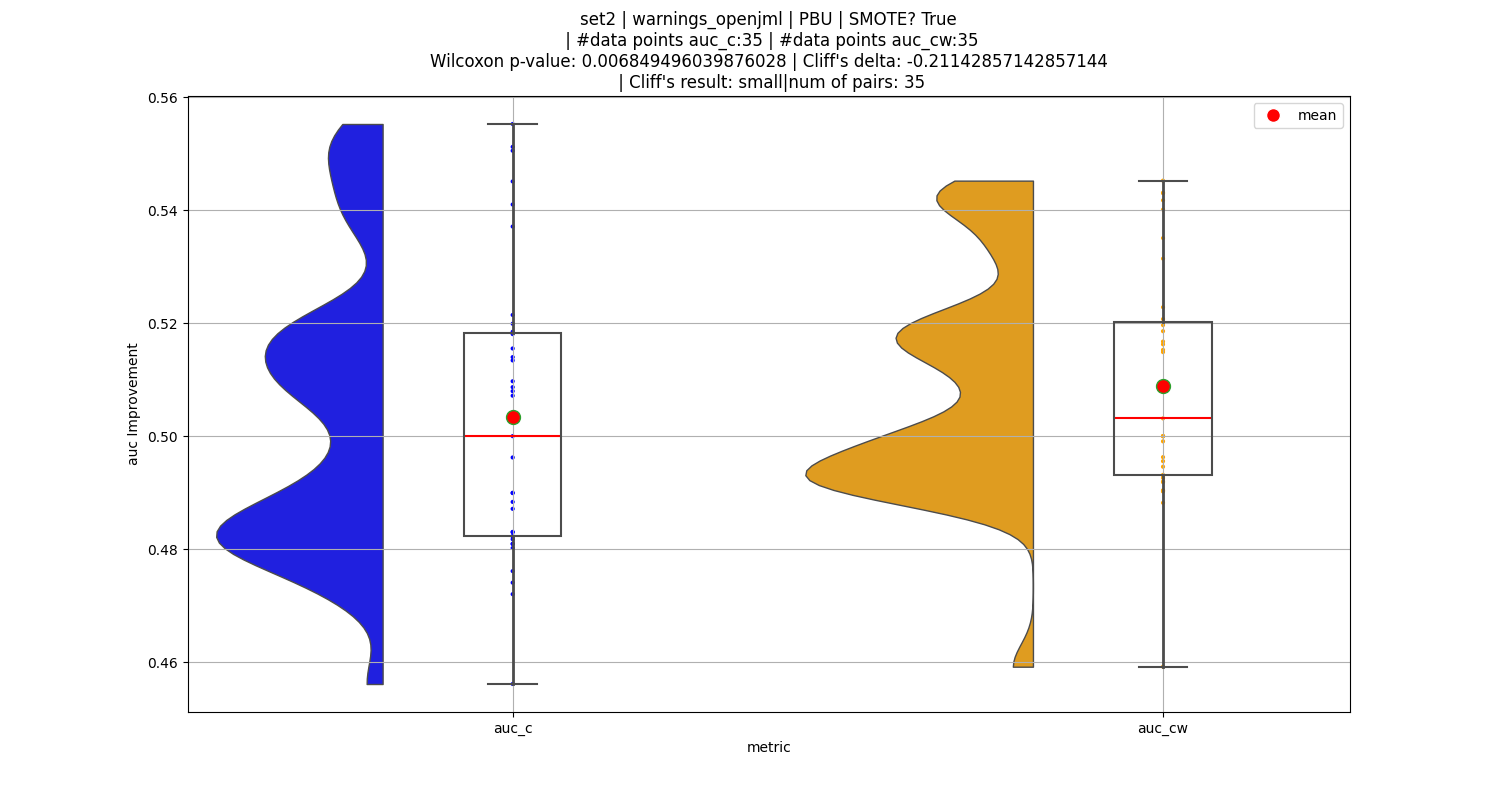 set2 | warnings_openjml | PBU | SMOTE? True
| #data points auc_c:35 | #data points auc_cw:35
Wilcoxon p-value: 0.006849496039876028 | Cliff's delta: -0.21142857142857144
| Cliff's result: small|num of pairs: 35
mean
0.56
0.54
0.52
0.50
0.48
0.46
auc Improvement
auc_c
auc_cw
metric